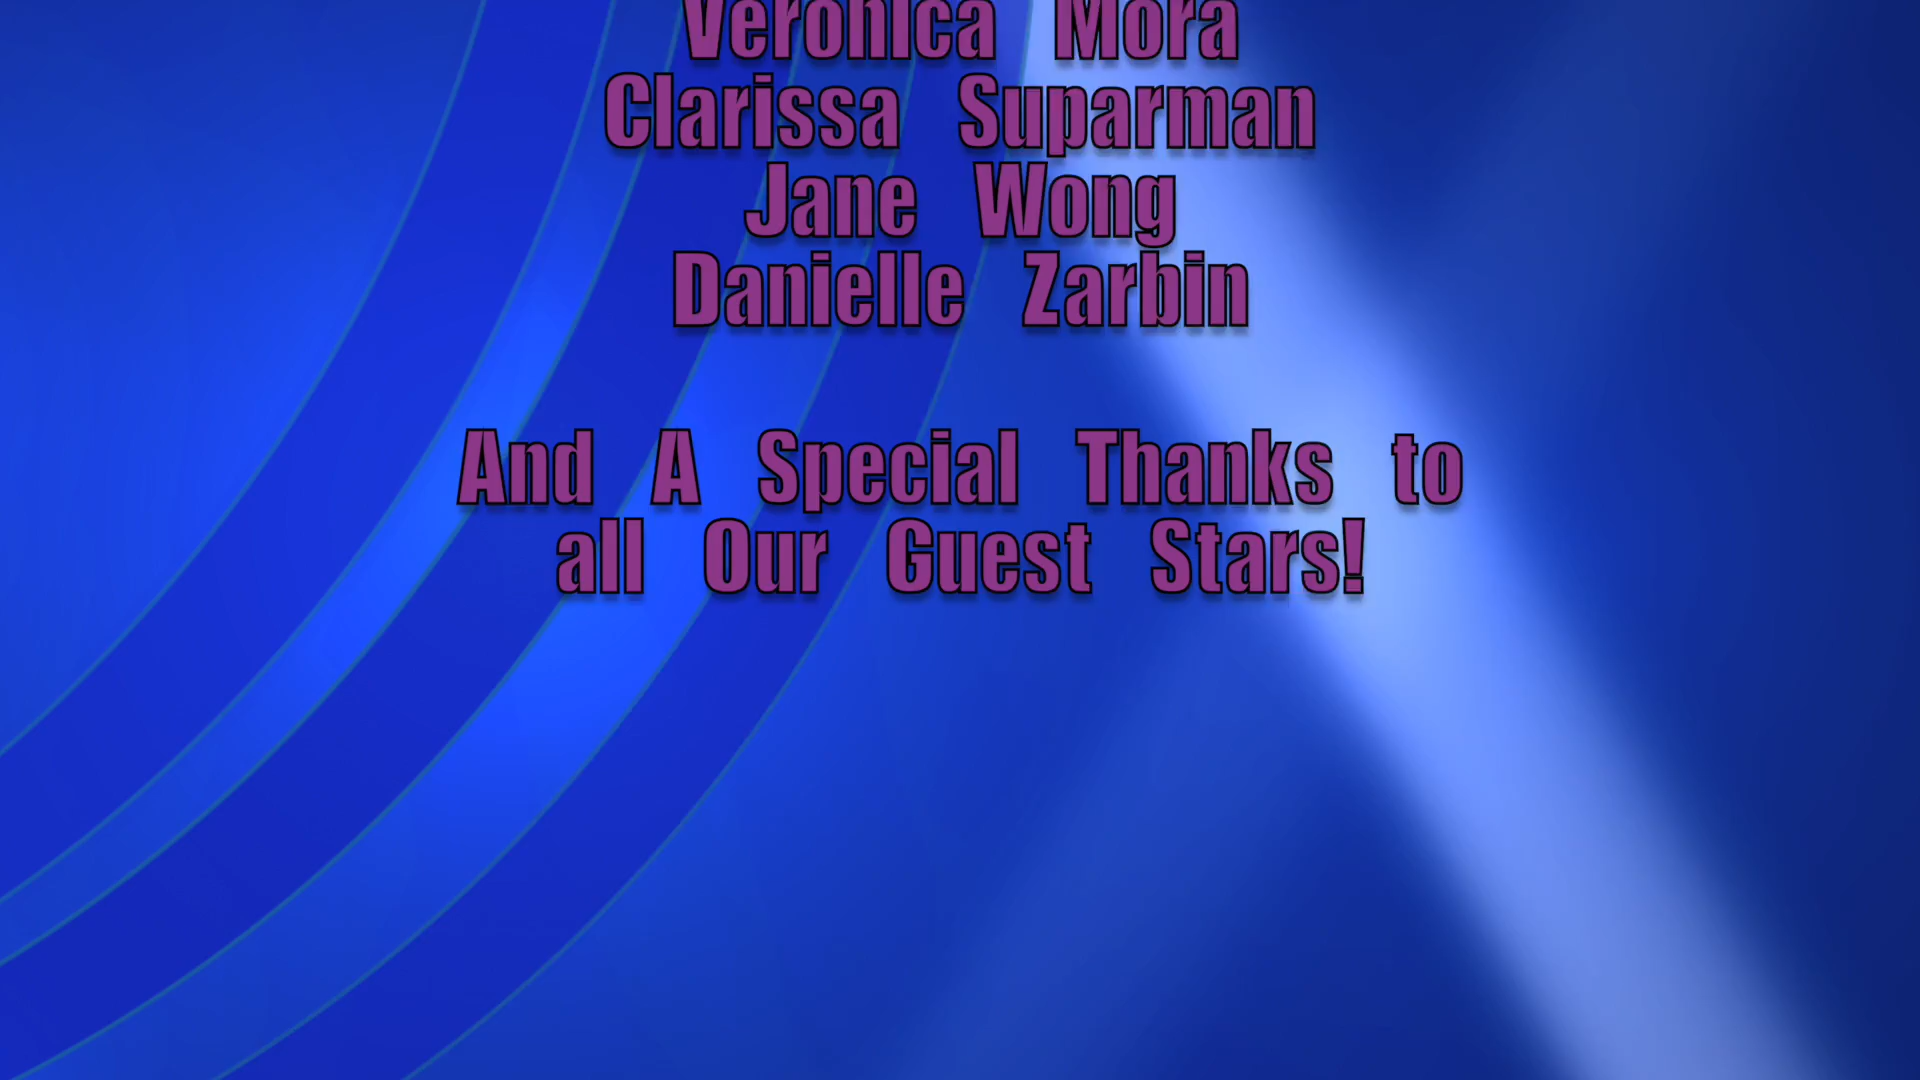 Veronica Mora
Clarissa Suparman
Jane Wong
Danielle Zarbin
And A Special Thanks to
all Our Guest Stars!